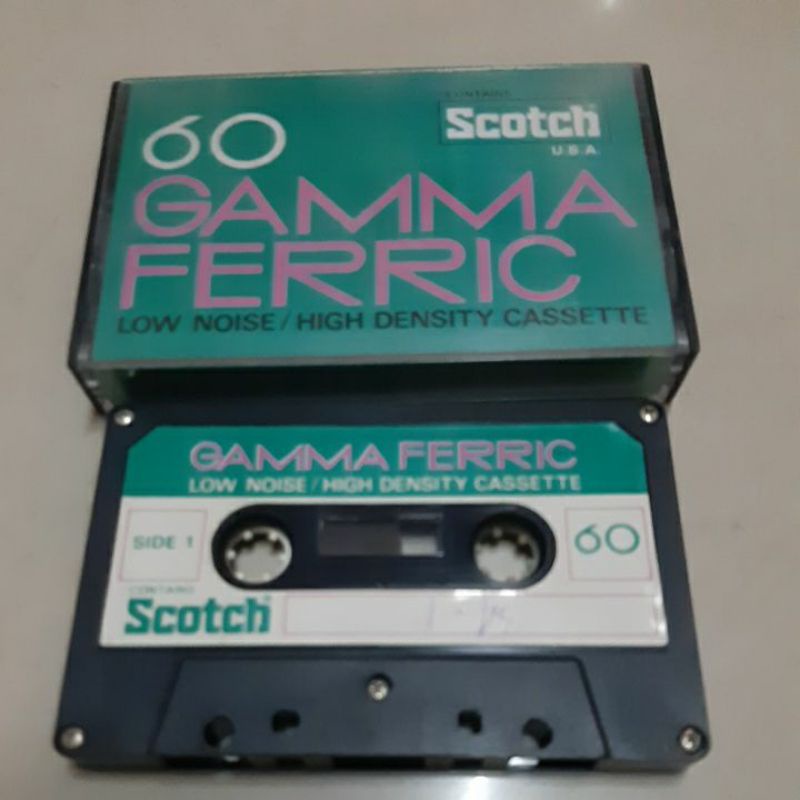 60
CONTAINS
Scotch
U.S.A.
GAMMA
FERRIC
LOW NOISE/HIGH DENSITY CASSETTE
GAMMA FERRIC
LOW NOISE/HIGH DENSITY CASSETTE
SIDE 1
60
CONTAINS
Scotch